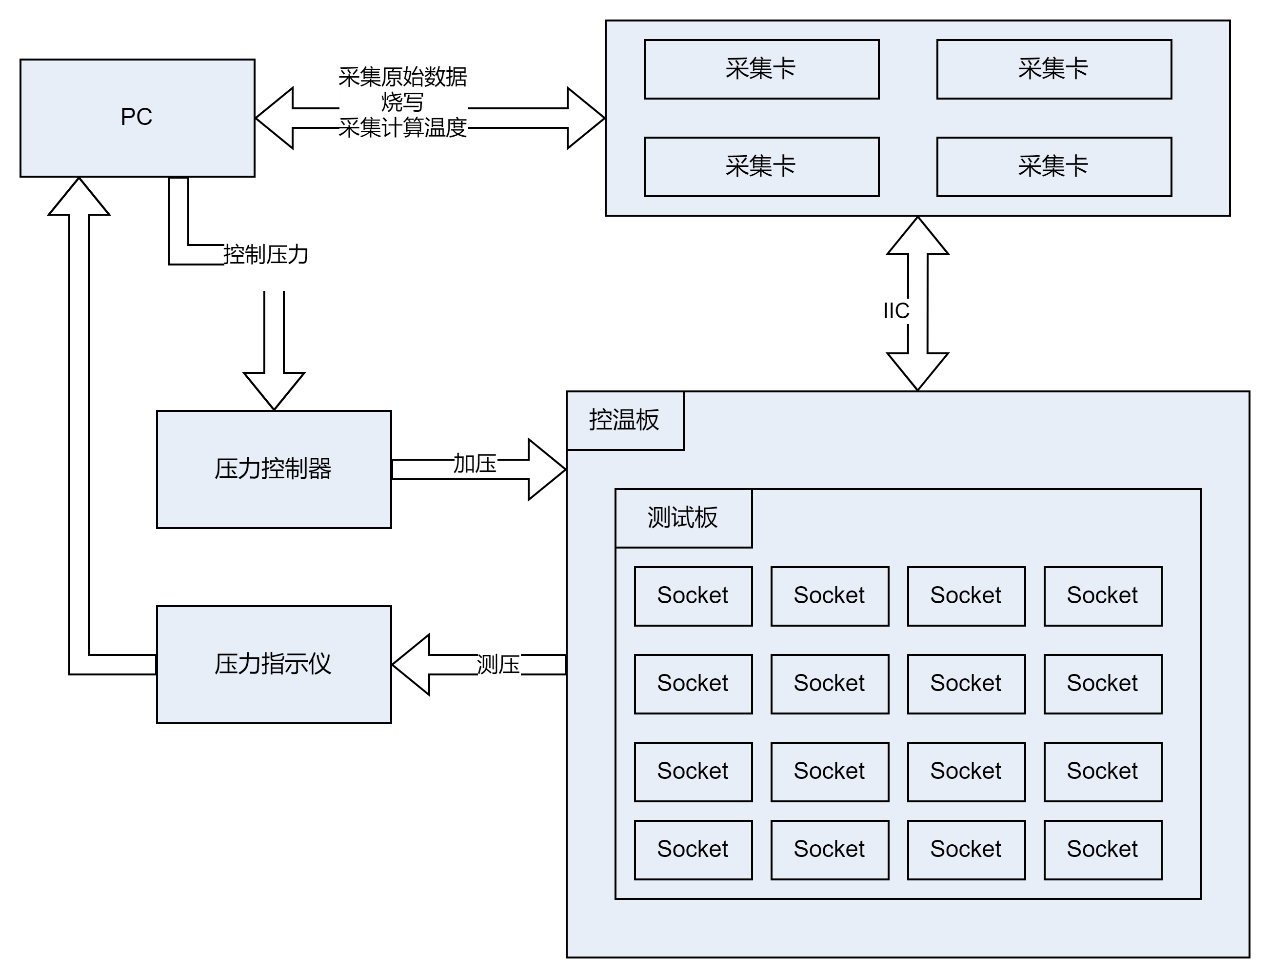 PC
采集原始数据
烧写
采集计算温度
采集卡
采集卡
采集卡
采集卡
控制压力
IIC
压力控制器
加压
控温板
测试板
Socket
Socket
Socket
Socket
压力指示仪
测压
Socket
Socket
Socket
Socket
Socket
Socket
Socket
Socket
Socket
Socket
Socket
Socket